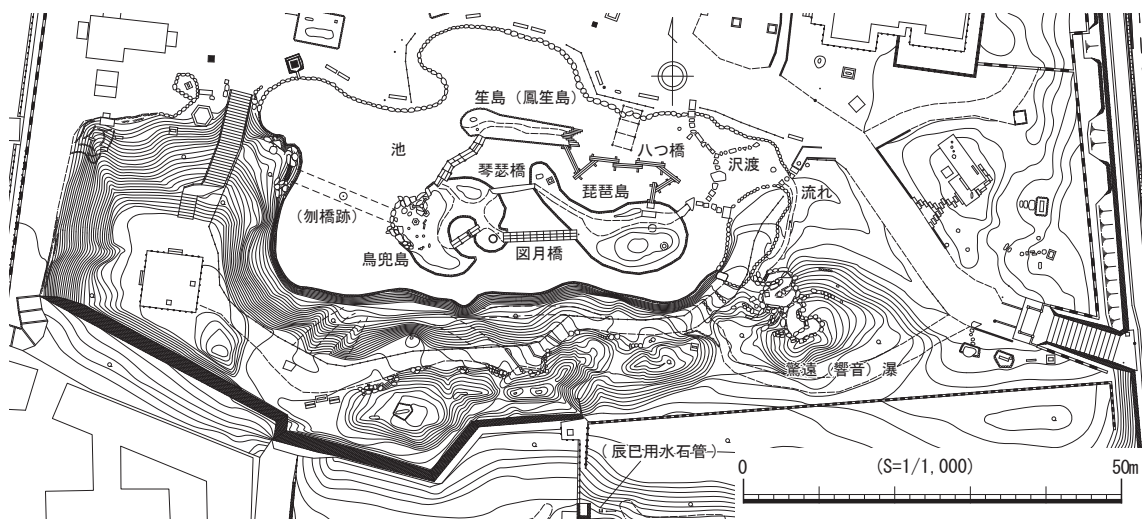 笙島（鳳笙島）
池
八つ橋
沢渡
琴瑟橋
琵琶島
流れ
（刎橋跡）
鳥兜島
図月橋
驚遠（響音）瀑
（辰巳用水石管）
0 （S=1/1,000） 50m